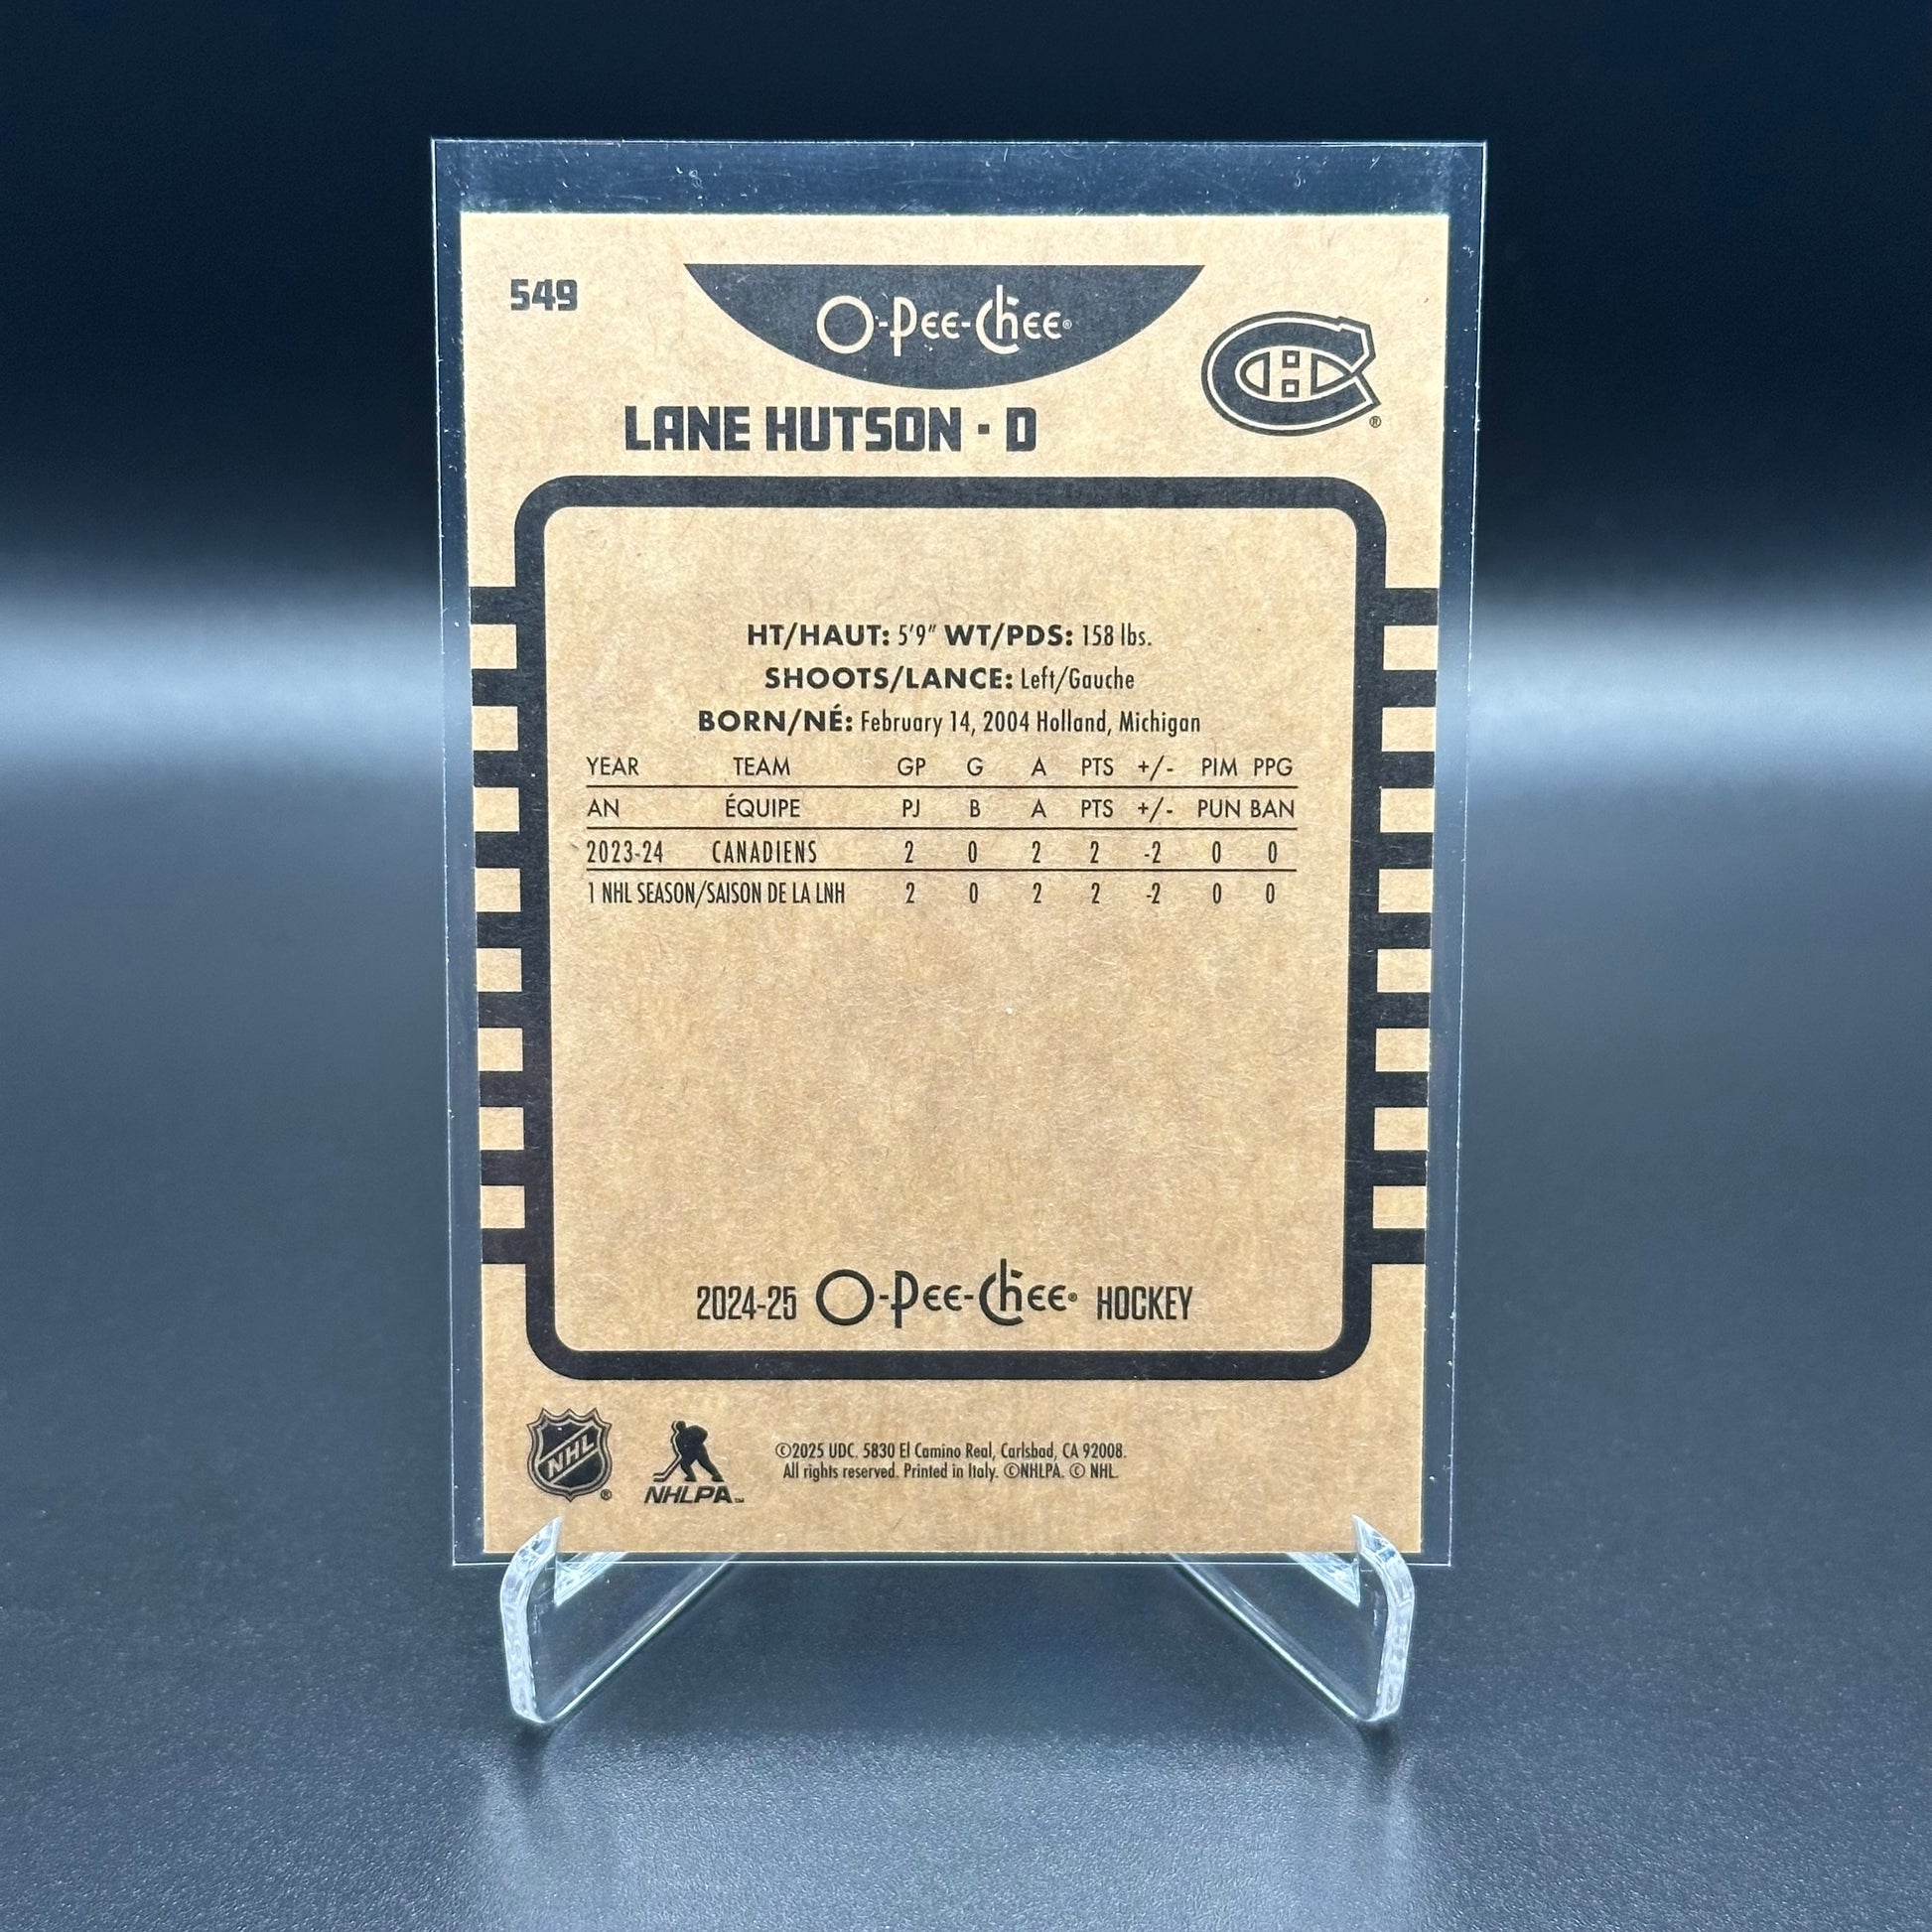 549
O-Pee-Chee®
®
LANE HUTSON - D
HT/HAUT: 5'9" WT/PDS: 158 lbs.
SHOOTS/LANCE: Left/Gauche
BORN/NÉ: February 14, 2004 Holland, Michigan
YEAR TEAM GP G A PTS +/- PIM PPG
AN ÉQUIPE PJ B A PTS +/- PUN BAN
2023-24 CANADIENS 2 0 2 2 -2 0 0
1 NHL SEASON/SAISON DE LA LNH 2 0 2 2 -2 0 0
2024-25 O-Pee-Chee® HOCKEY
NHL®
NHLPA™
©2025 UDC. 5830 El Camino Real, Carlsbad, CA 92008.
All rights reserved. Printed in Italy. ©NHLPA. © NHL.